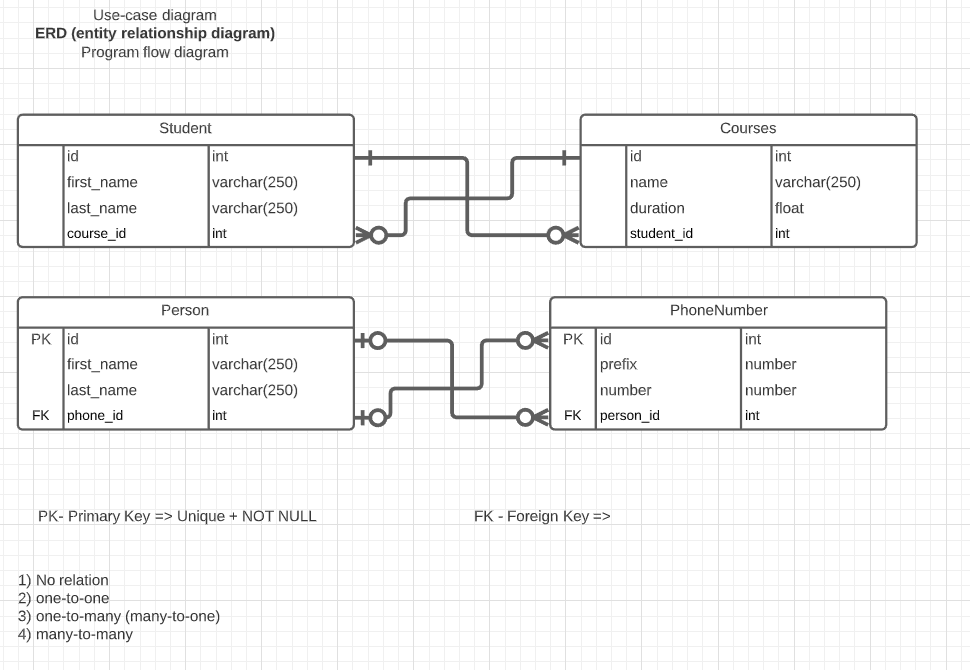 Use-case diagram
ERD (entity relationship diagram)
Program flow diagram
Student
id int
first_name varchar(250)
last_name varchar(250)
course_id int
Courses
id int
name varchar(250)
duration float
student_id int
Person
PK id int
first_name varchar(250)
last_name varchar(250)
FK phone_id int
PhoneNumber
PK id int
prefix number
number number
FK person_id int
PK- Primary Key => Unique + NOT NULL
FK - Foreign Key =>
1) No relation
2) one-to-one
3) one-to-many (many-to-one)
4) many-to-many